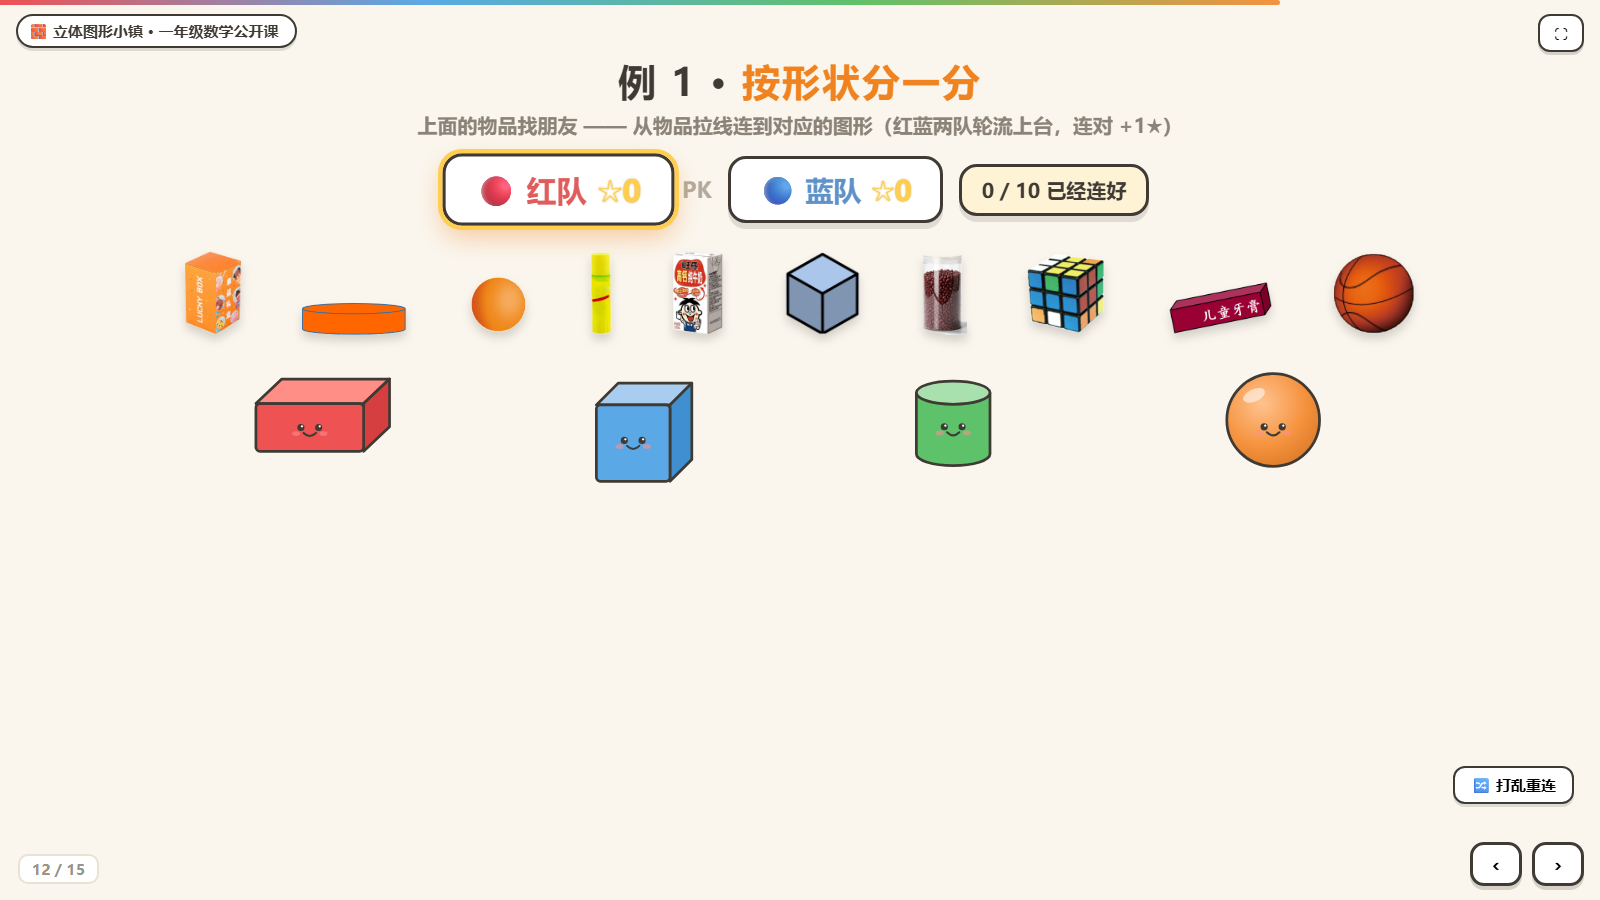 立体图形小镇 • 一年级数学公开课
例 1 • 按形状分一分
上面的物品找朋友 —— 从物品拉线连到对应的图形（红蓝两队轮流上台，连对 +1★）
红队 ☆0
PK
蓝队 ☆0
0 / 10 已经连好
LUCKY BOX
儿童牙膏
打乱重连
12 / 15
‹ ›